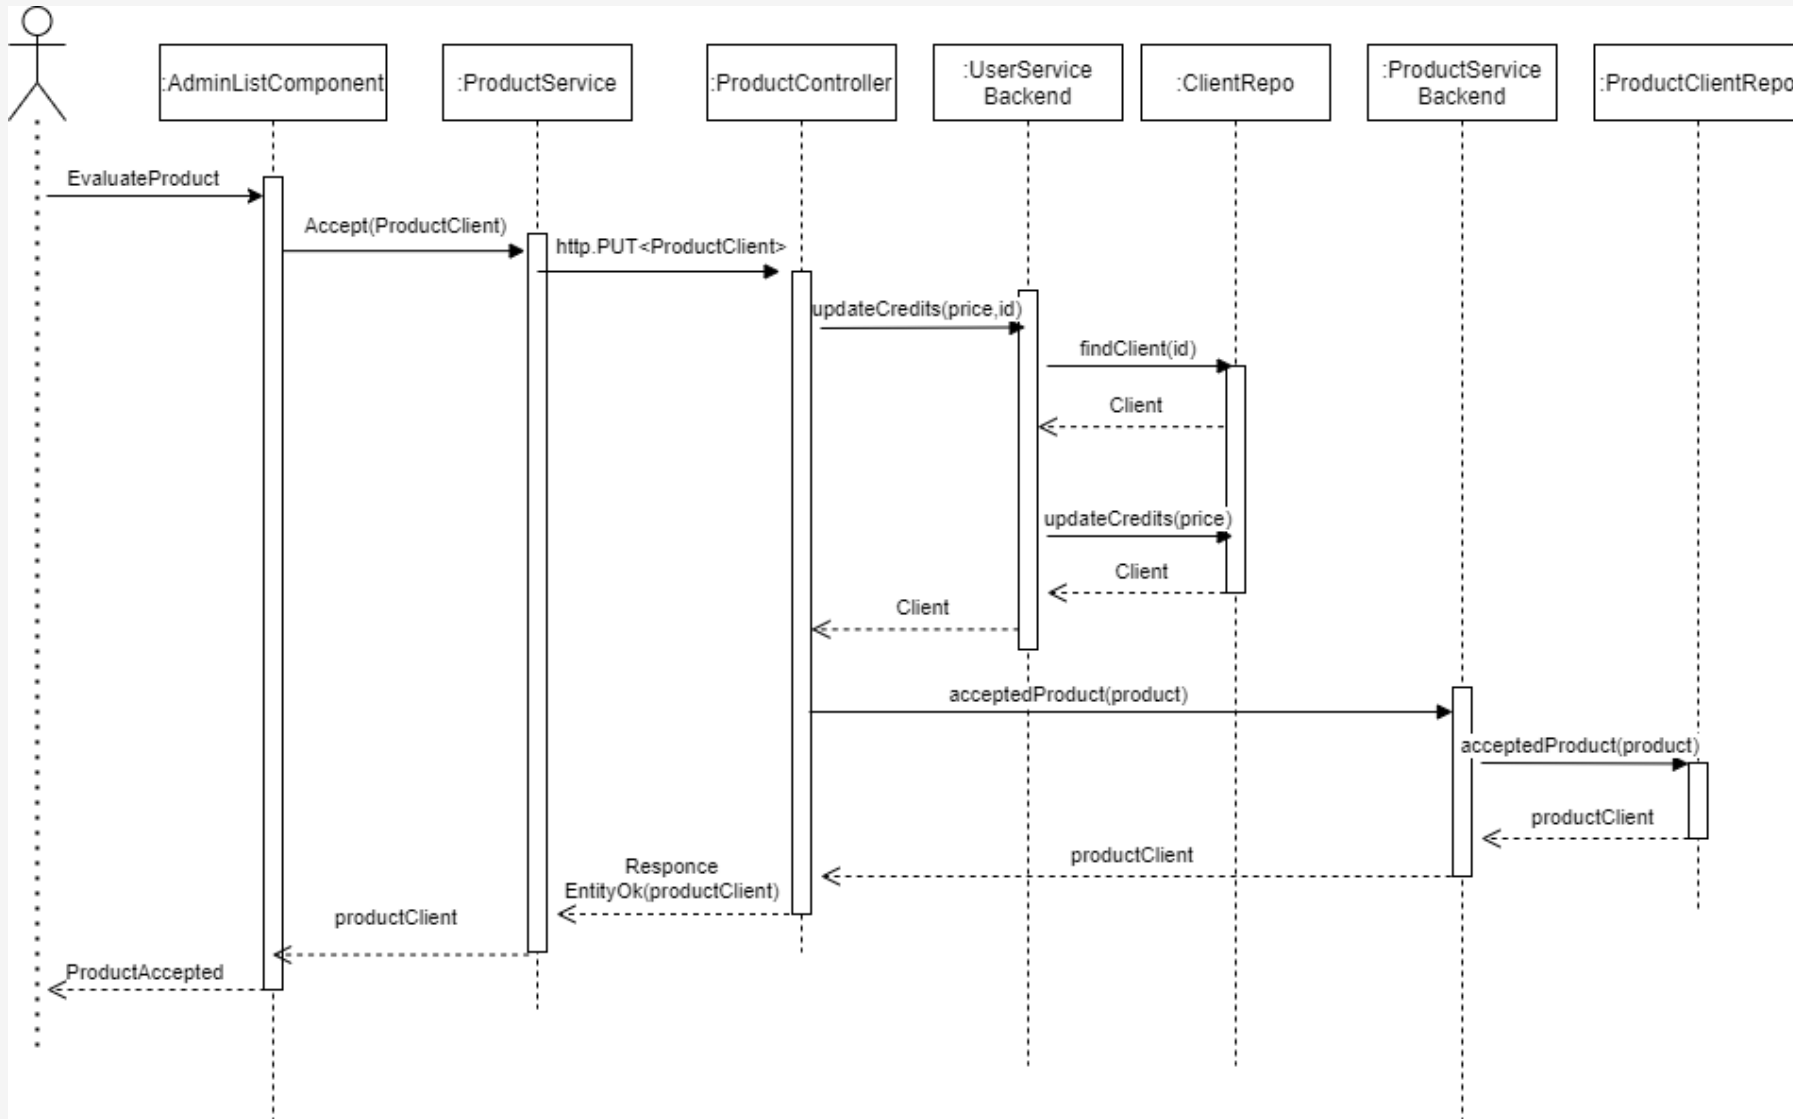 :AdminListComponent
:ProductService
:ProductController
:UserService
Backend
:ClientRepo
:ProductService
Backend
:ProductClientRepo
EvaluateProduct
Accept(ProductClient)
http.PUT<ProductClient>
updateCredits(price,id)
findClient(id)
Client
updateCredits(price)
Client
Client
acceptedProduct(product)
acceptedProduct(product)
productClient
productClient
Responce
EntityOk(productClient)
productClient
ProductAccepted